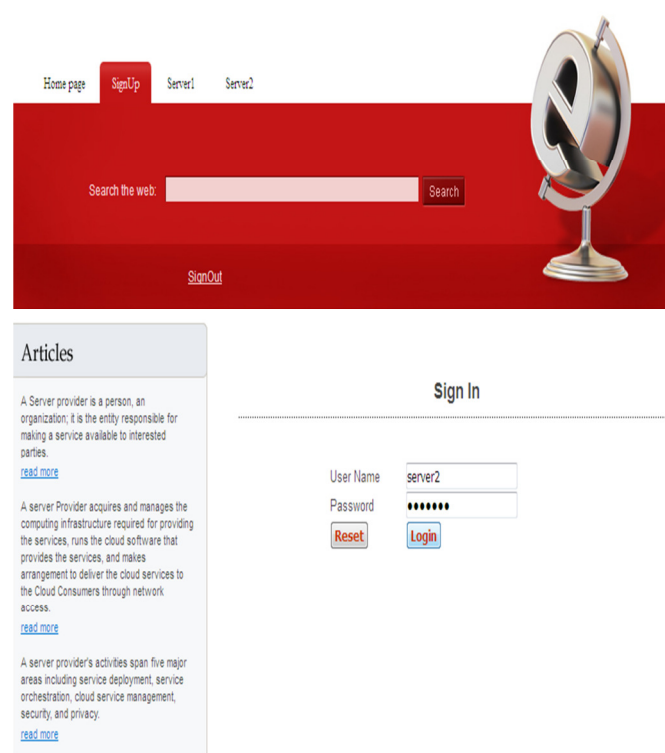 Home page SignUp Server1 Server2
Search the web: Search
SignOut
Articles
A Server provider is a person, an
organization; it is the entity responsible for
making a service available to interested
parties.
read more
A server Provider acquires and manages the
computing infrastructure required for providing
the services, runs the cloud software that
provides the services, and makes
arrangement to deliver the cloud services to
the Cloud Consumers through network
access.
read more
A server provider's activities span five major
areas including service deployment, service
orchestration, cloud service management,
security, and privacy.
read more
Sign In
User Name server2
Password •••••••
Reset Login